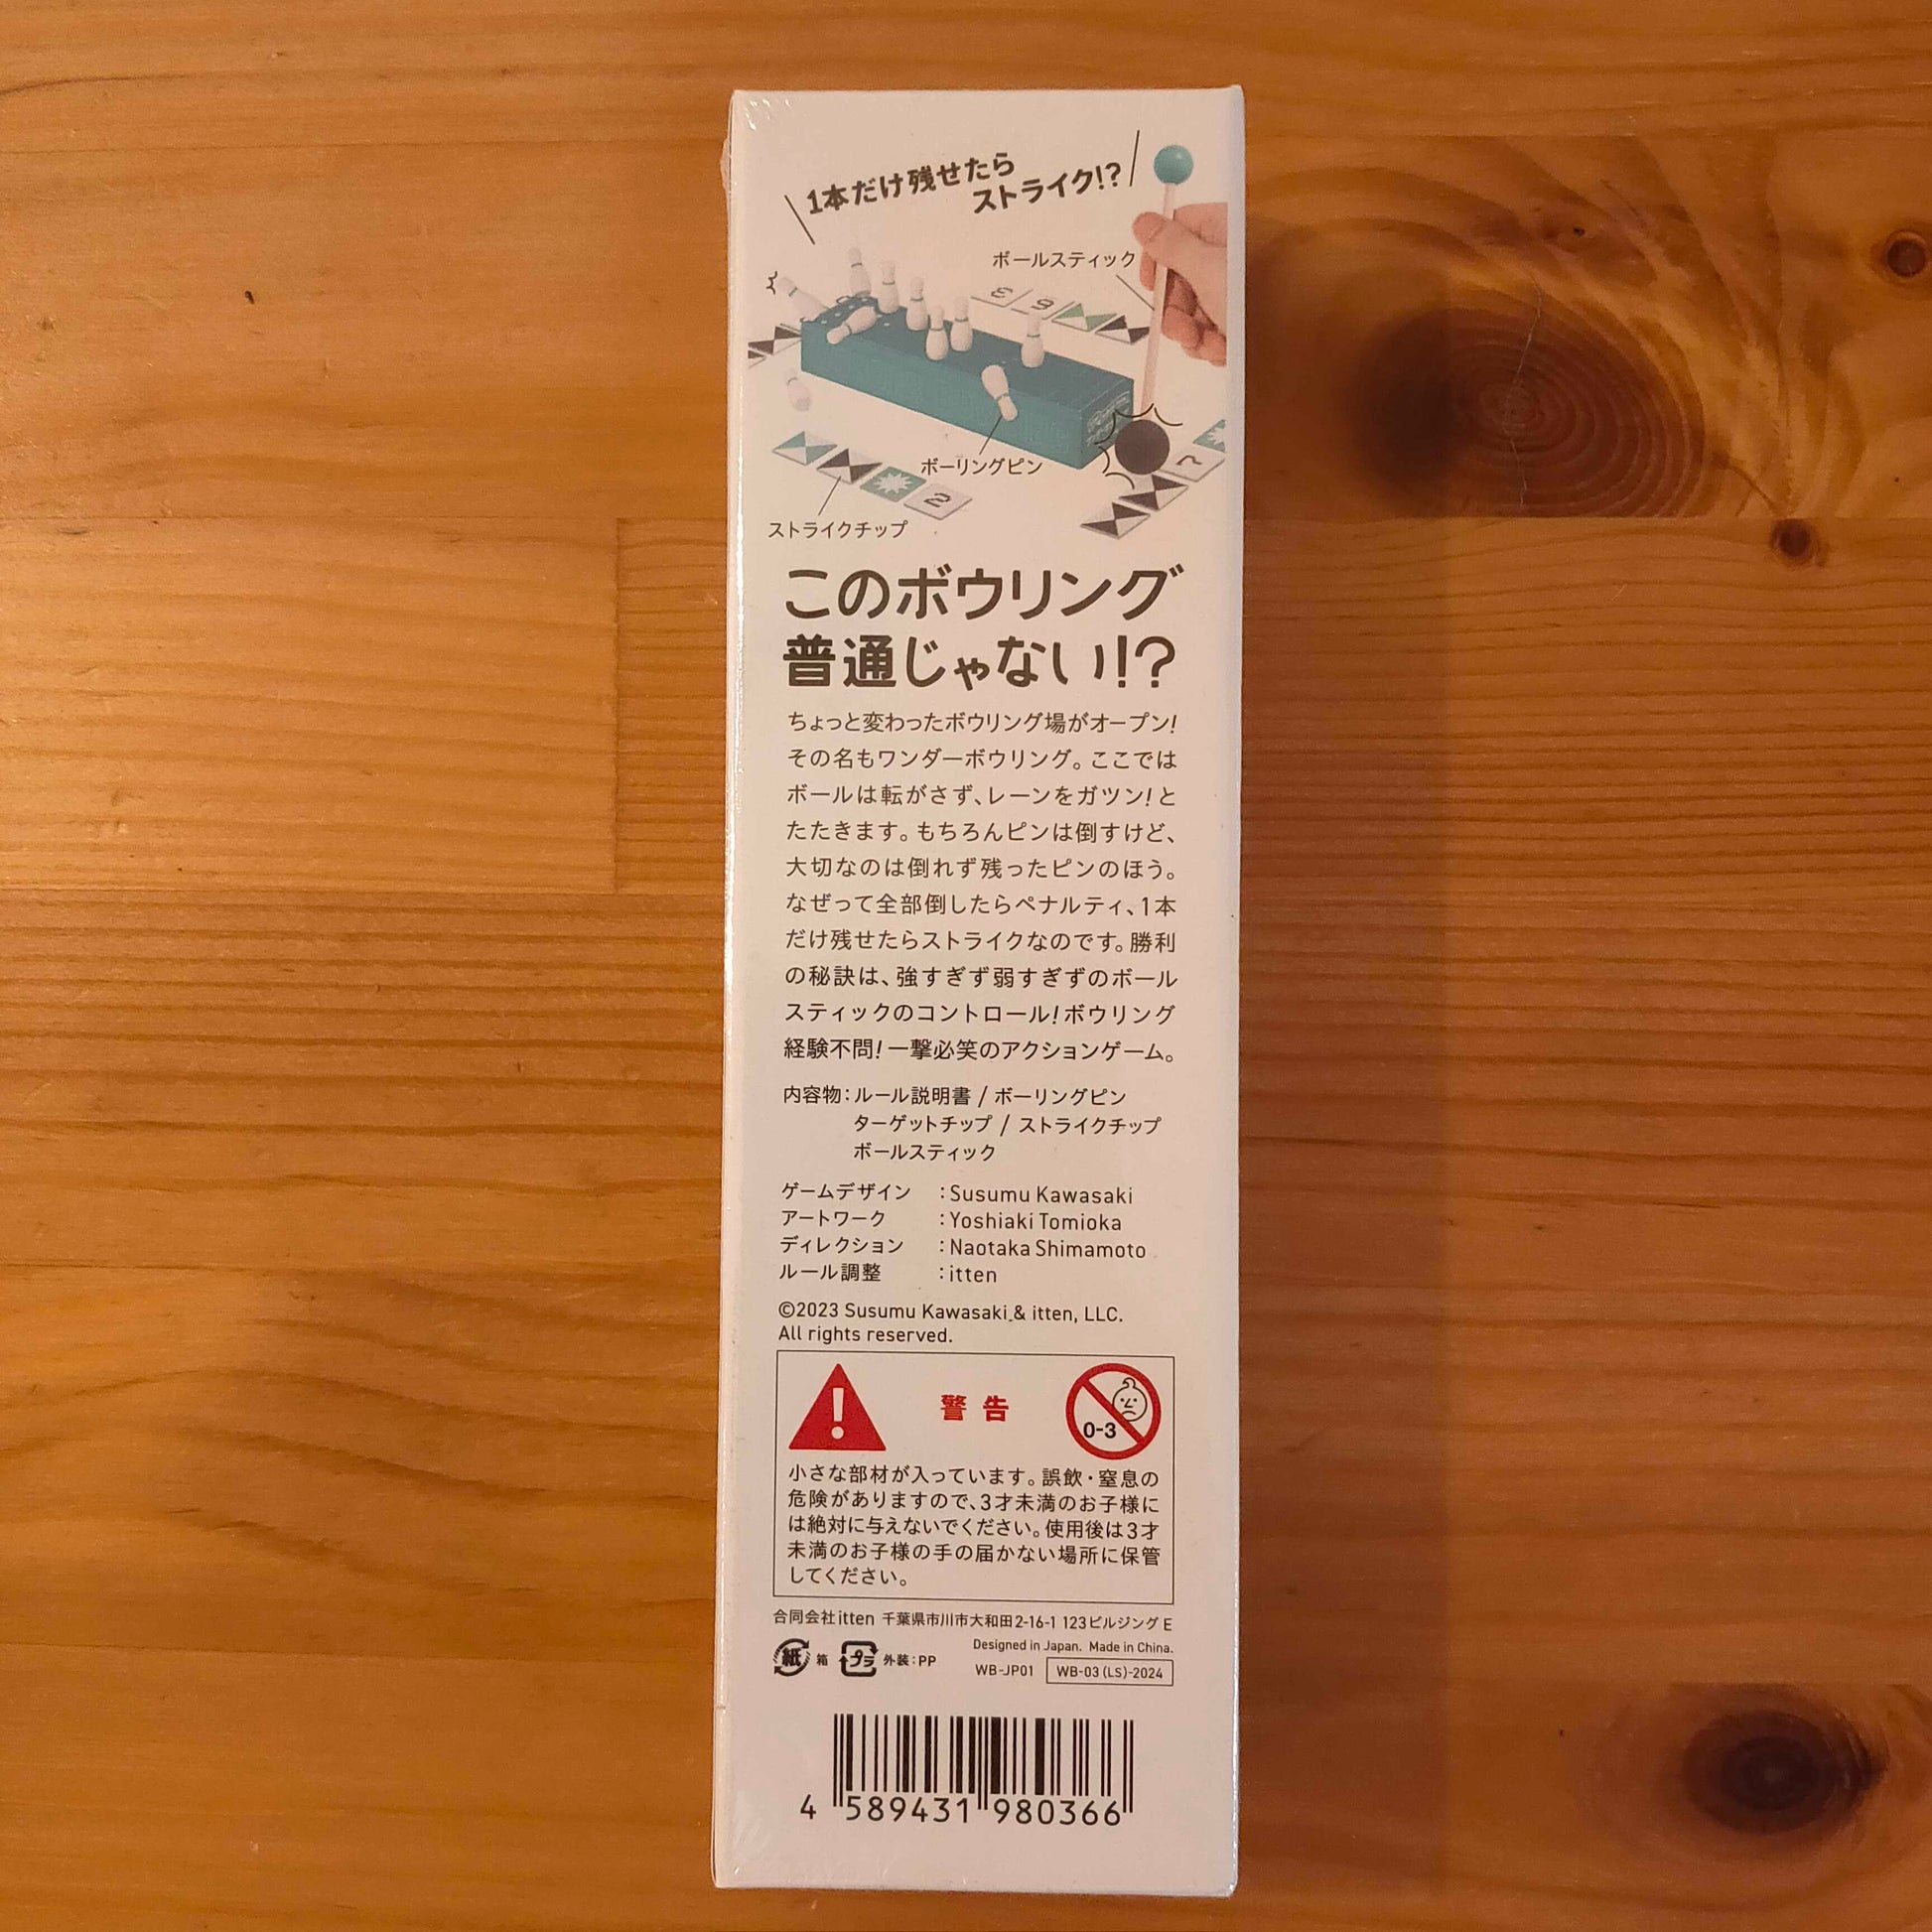 1本だけ残せたら
ストライク!?
ボールスティック
3
6
ボーリングピン
7
2
ストライクチップ
このボウリング
普通じゃない!?
ちょっと変わったボウリング場がオープン!
その名もワンダーボウリング。ここでは
ボールは転がさず、レーンをガツン!と
たたきます。もちろんピンは倒すけど、
大切なのは倒れず残ったピンのほう。
なぜって全部倒したらペナルティ、1本
だけ残せたらストライクなのです。勝利
の秘訣は、強すぎず弱すぎずのボール
スティックのコントロール!ボウリング
経験不問!一撃必笑のアクションゲーム。
内容物:ルール説明書 / ボーリングピン
ターゲットチップ / ストライクチップ
ボールスティック
ゲームデザイン :Susumu Kawasaki
アートワーク :Yoshiaki Tomioka
ディレクション :Naotaka Shimamoto
ルール調整 :itten
©2023 Susumu Kawasaki & itten, LLC.
All rights reserved.
警告
0-3
小さな部材が入っています。誤飲・窒息の
危険がありますので、3才未満のお子様に
は絶対に与えないでください。使用後は3才
未満のお子様の手の届かない場所に保管
してください。
合同会社itten 千葉県市川市大和田2-16-1 123ビルジング E
紙 箱 プラ 外装:PP
Designed in Japan. Made in China.
WB-JP01 WB-03 (LS)-2024
4 589431 980366